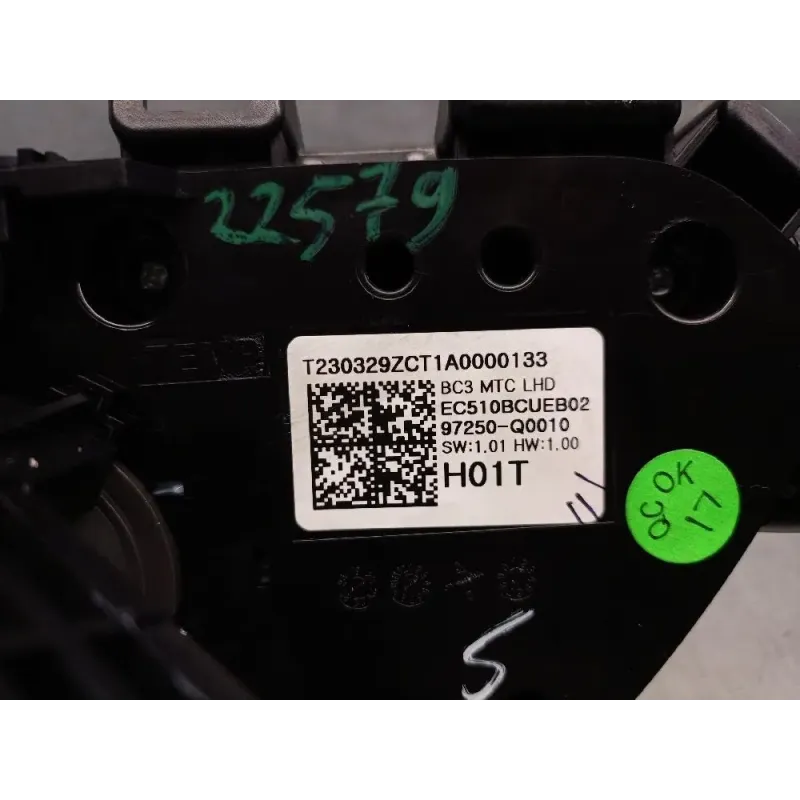 22579
T230329ZCT1A0000133
BC3 MTC LHD
EC510BCUEB02
97250-Q0010
SW:1.01 HW:1.00
H01T
QC OK
17
5